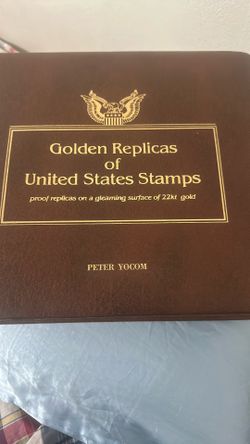 Golden Replicas
of
United States Stamps
proof replicas on a gleaming surface of 22kt gold
PETER YOCOM